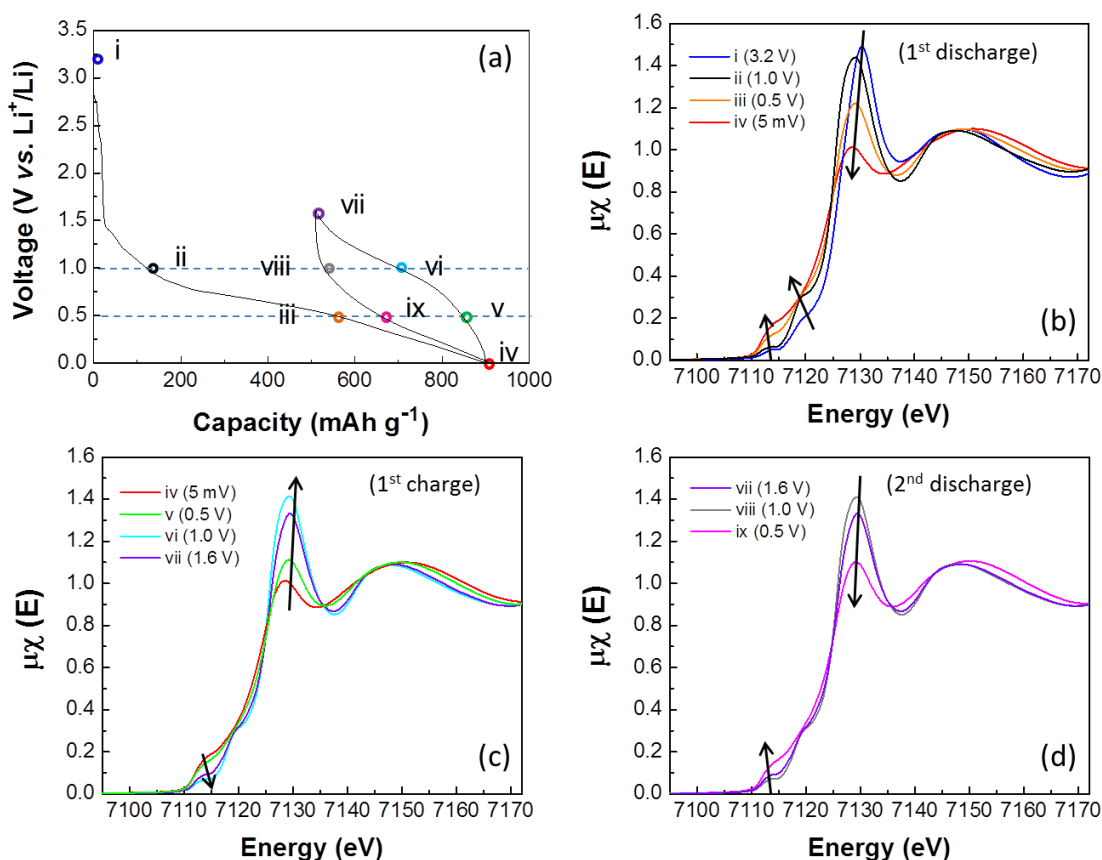 (a)
Voltage (V vs. Li⁺/Li)
3.5
3.0
2.5
2.0
1.5
1.0
0.5
0.0
i
ii
iii
iv
v
vi
vii
viii
ix
0 200 400 600 800 1000
Capacity (mAh g⁻¹)
(b)
(1ˢᵗ discharge)
i (3.2 V)
ii (1.0 V)
iii (0.5 V)
iv (5 mV)
μχ (E)
1.6
1.4
1.2
1.0
0.8
0.6
0.4
0.2
0.0
7100 7110 7120 7130 7140 7150 7160 7170
Energy (eV)
(c)
(1ˢᵗ charge)
iv (5 mV)
v (0.5 V)
vi (1.0 V)
vii (1.6 V)
μχ (E)
1.6
1.4
1.2
1.0
0.8
0.6
0.4
0.2
0.0
7100 7110 7120 7130 7140 7150 7160 7170
Energy (eV)
(d)
(2ⁿᵈ discharge)
vii (1.6 V)
viii (1.0 V)
ix (0.5 V)
μχ (E)
1.6
1.4
1.2
1.0
0.8
0.6
0.4
0.2
0.0
7100 7110 7120 7130 7140 7150 7160 7170
Energy (eV)